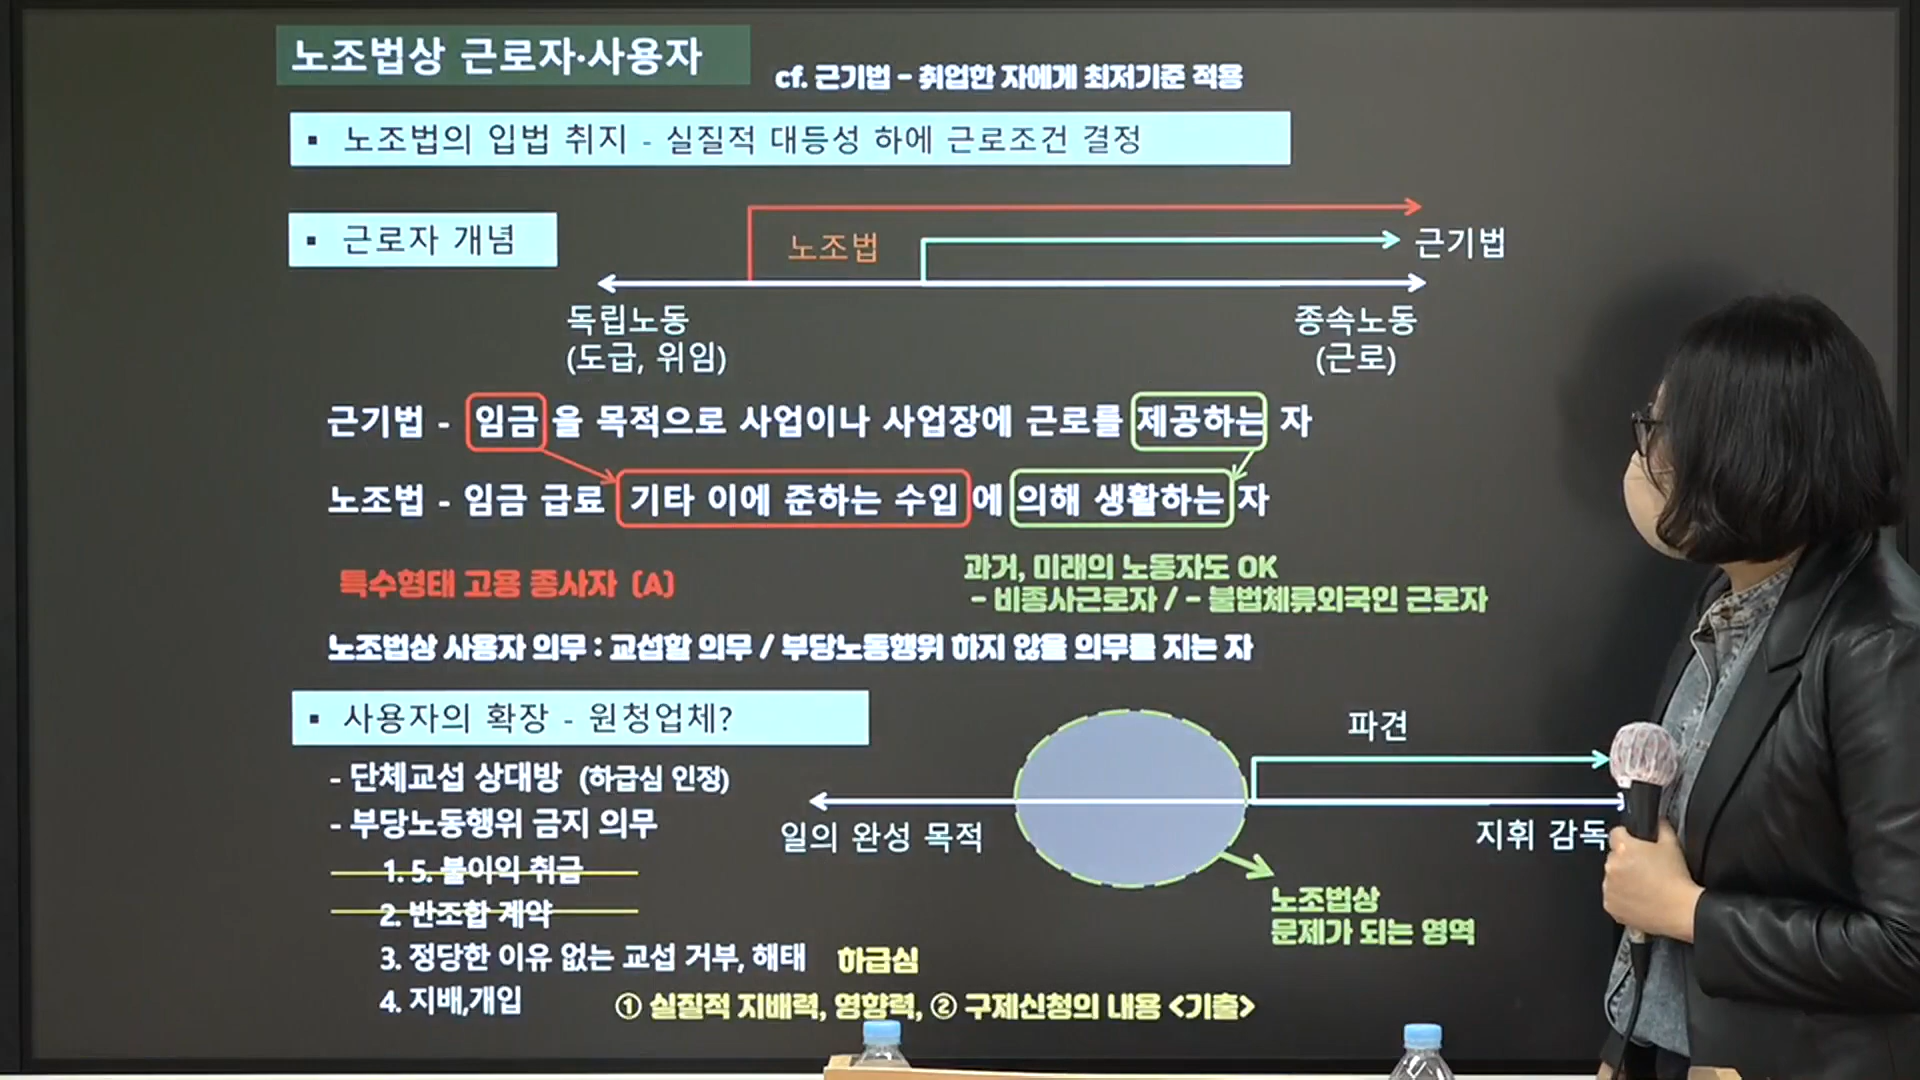 노조법상 근로자·사용자
cf. 근기법 - 취업한 자에게 최저기준 적용
▪ 노조법의 입법 취지 - 실질적 대등성 하에 근로조건 결정
▪ 근로자 개념
노조법
근기법
독립노동
(도급, 위임)
종속노동
(근로)
근기법 - 임금 을 목적으로 사업이나 사업장에 근로를 제공하는 자
노조법 - 임금 급료 기타 이에 준하는 수입 에 의해 생활하는 자
특수형태 고용 종사자 (A)
과거, 미래의 노동자도 OK
- 비종사근로자 / - 불법체류외국인 근로자
노조법상 사용자 의무 : 교섭할 의무 / 부당노동행위 하지 않을 의무를 지는 자
▪ 사용자의 확장 - 원청업체?
파견
- 단체교섭 상대방 (하급심 인정)
- 부당노동행위 금지 의무
일의 완성 목적
지휘 감독
1. 5. 불이익 취급
2. 반조합 계약
노조법상
문제가 되는 영역
3. 정당한 이유 없는 교섭 거부, 해태 하급심
4. 지배,개입 ① 실질적 지배력, 영향력, ② 구제신청의 내용 <기출>